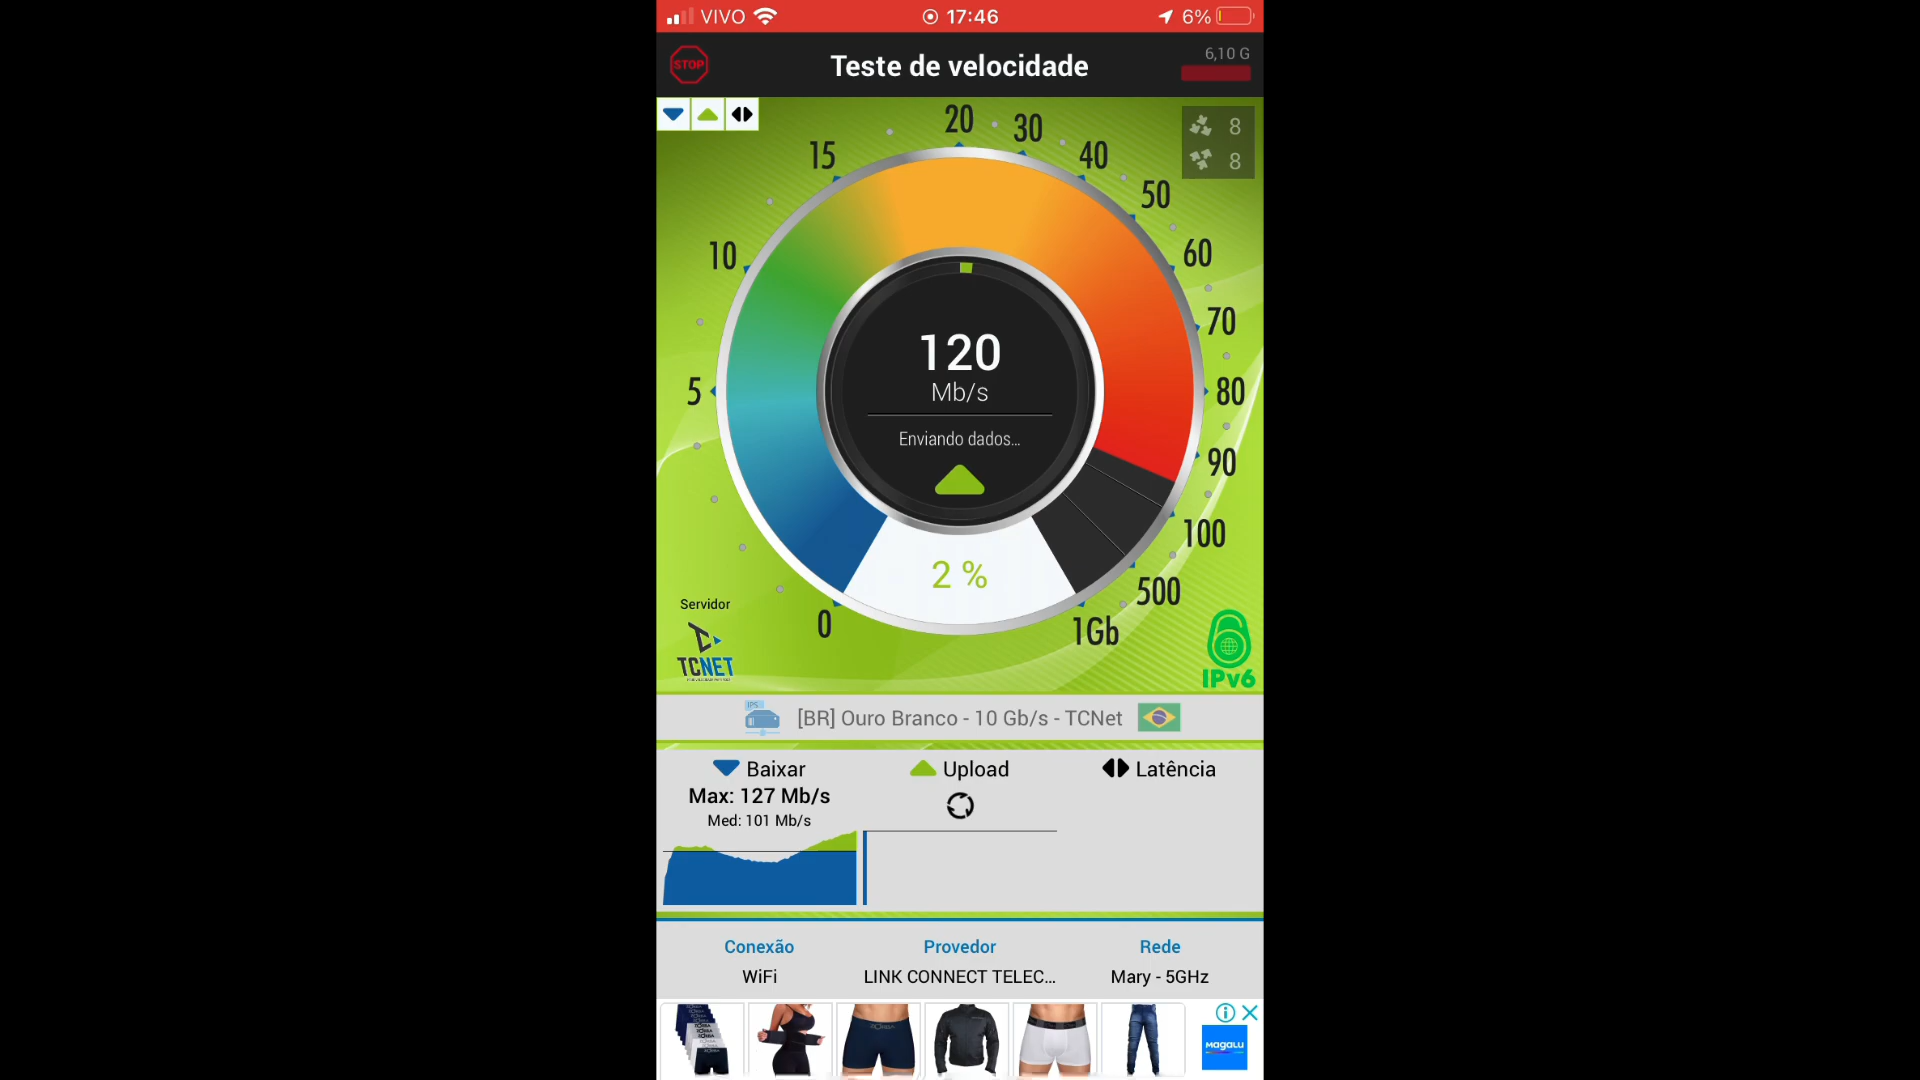 VIVO 17:46 6%
STOP Teste de velocidade 6,10 G
8
8
20
15 30
40
50
10 60
70
5 80
90
100
500
0 1Gb
120
Mb/s
Enviando dados...
2 %
Servidor
TCNET
IPv6
IPS
[BR] Ouro Branco - 10 Gb/s - TCNet
Baixar Upload Latência
Max: 127 Mb/s
Med: 101 Mb/s
Conexão Provedor Rede
WiFi LINK CONNECT TELEC... Mary - 5GHz
ZORBA
MAGALU